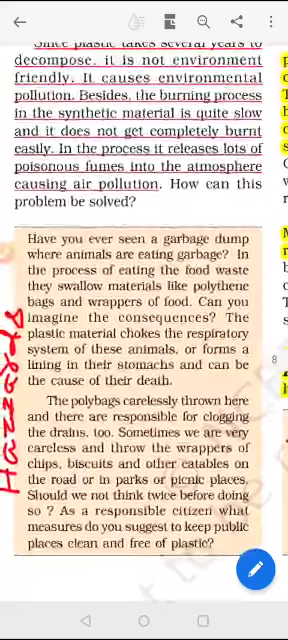 Since plastic takes several years to
decompose, it is not environment
friendly. It causes environmental
pollution. Besides, the burning process
in the synthetic material is quite slow
and it does not get completely burnt
easily. In the process it releases lots of
poisonous fumes into the atmosphere
causing air pollution. How can this
problem be solved?
Have you ever seen a garbage dump
where animals are eating garbage? In
the process of eating the food waste
they swallow materials like polythene
bags and wrappers of food. Can you
imagine the consequences? The
plastic material chokes the respiratory
system of these animals, or forms a
lining in their stomachs and can be
the cause of their death.
The polybags carelessly thrown here
and there are responsible for clogging
the drains, too. Sometimes we are very
careless and throw the wrappers of
chips, biscuits and other eatables on
the road or in parks or picnic places.
Should we not think twice before doing
so ? As a responsible citizen what
measures do you suggest to keep public
places clean and free of plastic?
Hazzards
8